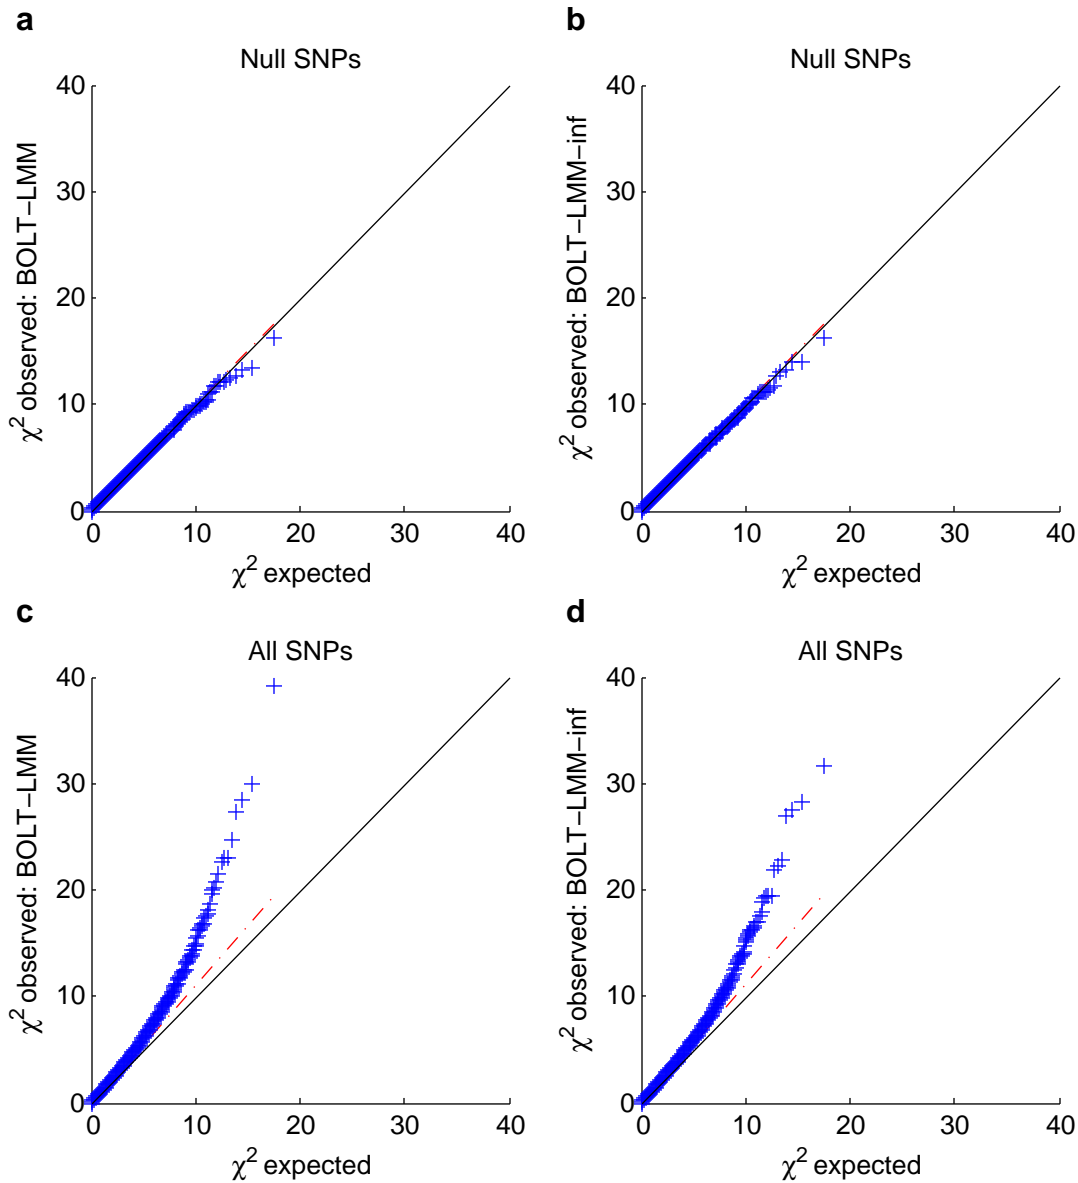 a
Null SNPs
40
30
20
10
0
0 10 20 30 40
χ² observed: BOLT−LMM
χ² expected
b
Null SNPs
40
30
20
10
0
0 10 20 30 40
χ² observed: BOLT−LMM−inf
χ² expected
c
All SNPs
40
30
20
10
0
0 10 20 30 40
χ² observed: BOLT−LMM
χ² expected
d
All SNPs
40
30
20
10
0
0 10 20 30 40
χ² observed: BOLT−LMM−inf
χ² expected